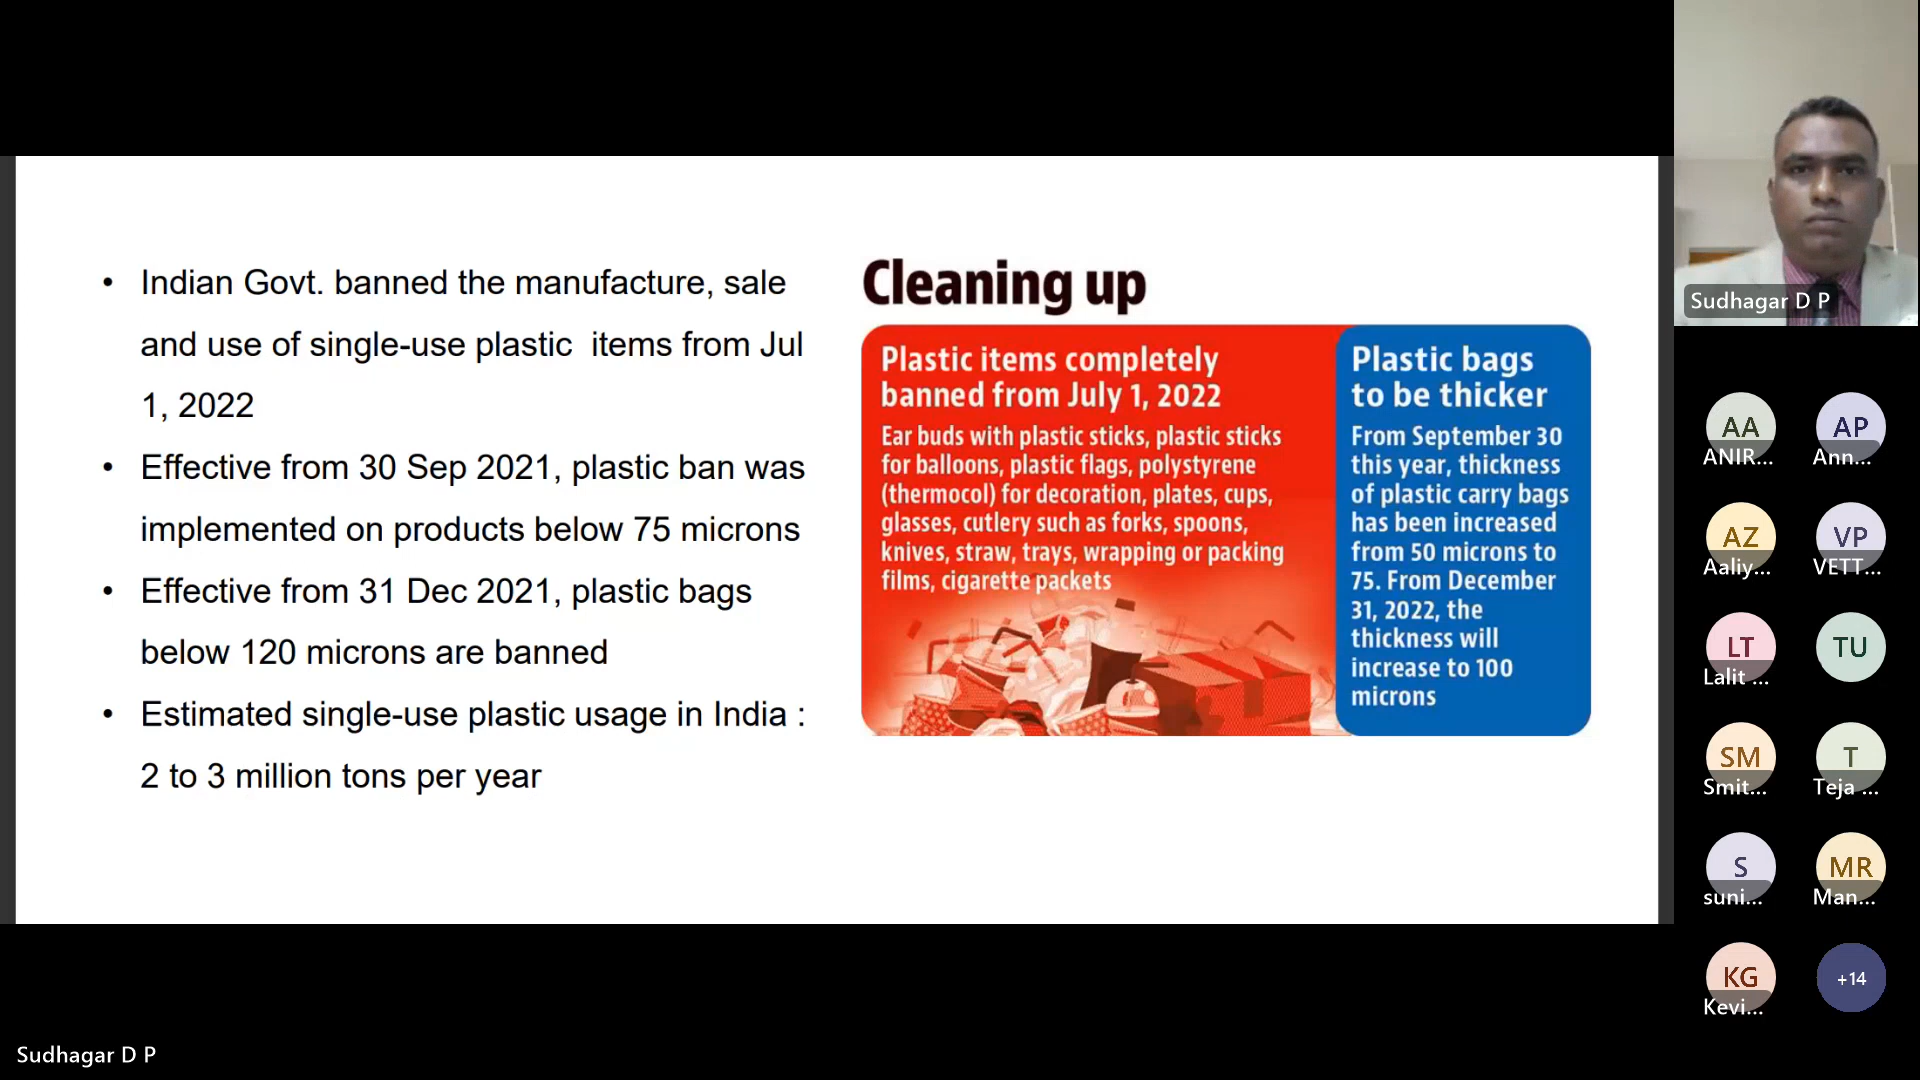 • Indian Govt. banned the manufacture, sale
and use of single-use plastic items from Jul
1, 2022
• Effective from 30 Sep 2021, plastic ban was
implemented on products below 75 microns
• Effective from 31 Dec 2021, plastic bags
below 120 microns are banned
• Estimated single-use plastic usage in India :
2 to 3 million tons per year
Cleaning up
Plastic items completely
banned from July 1, 2022
Ear buds with plastic sticks, plastic sticks
for balloons, plastic flags, polystyrene
(thermocol) for decoration, plates, cups,
glasses, cutlery such as forks, spoons,
knives, straw, trays, wrapping or packing
films, cigarette packets
Plastic bags
to be thicker
From September 30
this year, thickness
of plastic carry bags
has been increased
from 50 microns to
75. From December
31, 2022, the
thickness will
increase to 100
microns
Sudhagar D P
AA
ANIR...
AP
Ann...
AZ
Aaliy...
VP
VETT...
LT
Lalit ...
TU
SM
Smit...
T
Teja ...
S
suni...
MR
Man...
KG
Kevi...
+14
Sudhagar D P